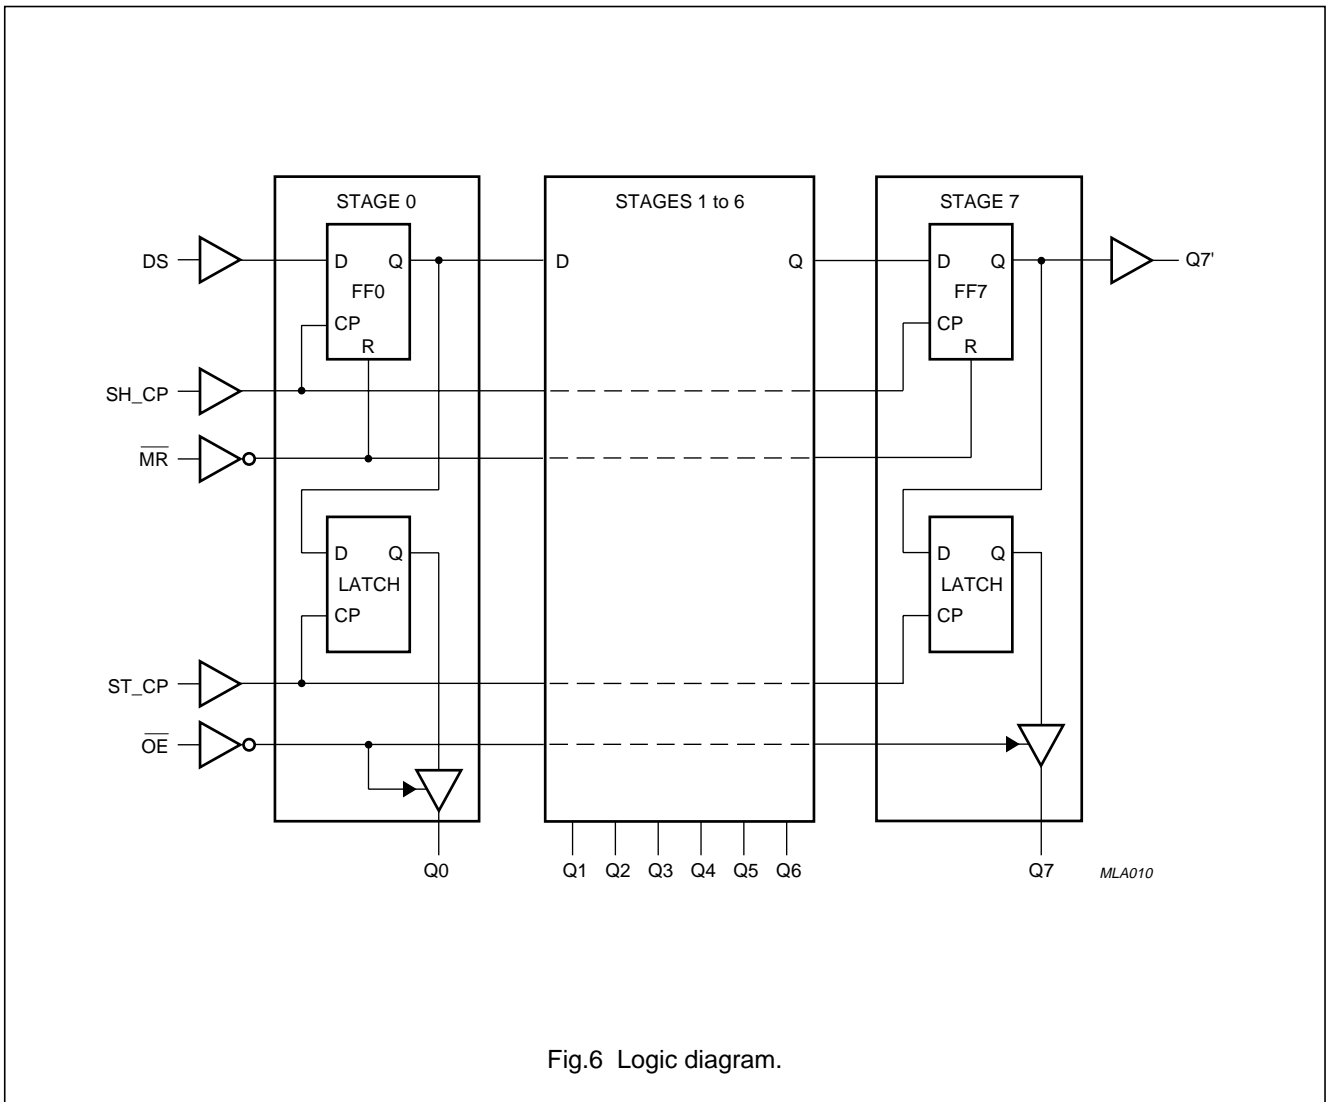 STAGE 0
STAGES 1 to 6
STAGE 7
DS
D
Q
FF0
CP
R
D
Q
D
Q
FF7
CP
R
Q7'
SH_CP
MR
D
Q
LATCH
CP
D
Q
LATCH
CP
ST_CP
OE
Q0
Q1 Q2 Q3 Q4 Q5 Q6
Q7
MLA010
Fig.6 Logic diagram.